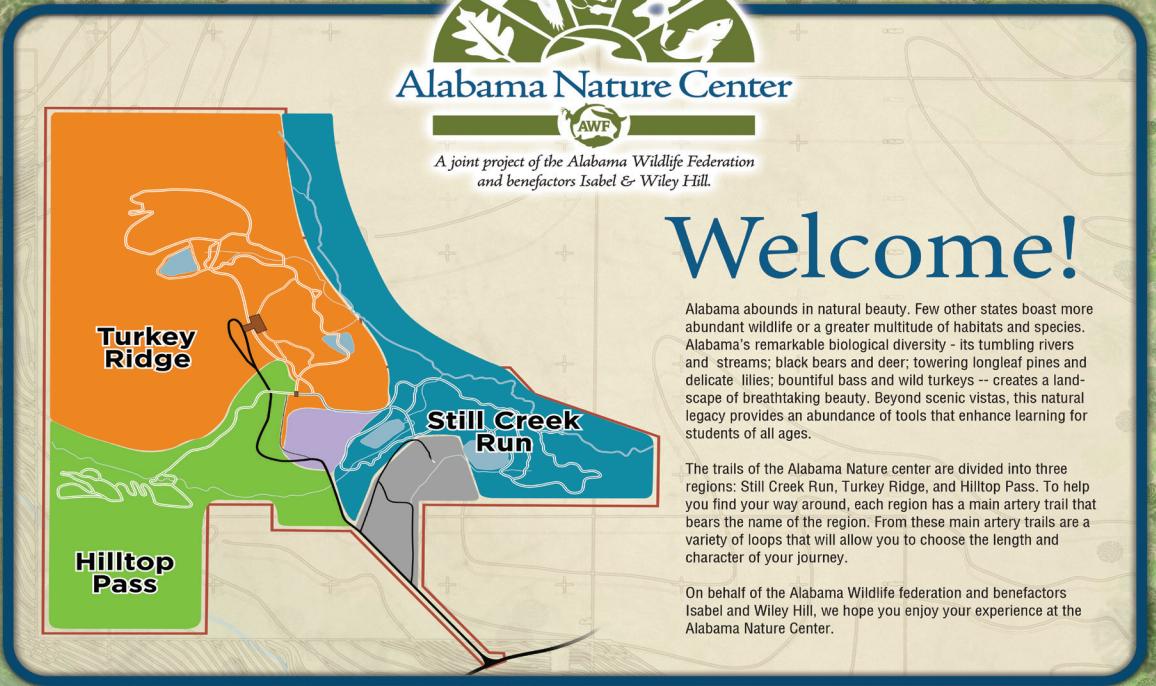 Alabama Nature Center
AWF
A joint project of the Alabama Wildlife Federation
and benefactors Isabel & Wiley Hill.
Welcome!
Alabama abounds in natural beauty. Few other states boast more
abundant wildlife or a greater multitude of habitats and species.
Alabama's remarkable biological diversity - its tumbling rivers
and streams; black bears and deer; towering longleaf pines and
delicate lilies; bountiful bass and wild turkeys -- creates a land-
scape of breathtaking beauty. Beyond scenic vistas, this natural
legacy provides an abundance of tools that enhance learning for
students of all ages.
The trails of the Alabama Nature center are divided into three
regions: Still Creek Run, Turkey Ridge, and Hilltop Pass. To help
you find your way around, each region has a main artery trail that
bears the name of the region. From these main artery trails are a
variety of loops that will allow you to choose the length and
character of your journey.
On behalf of the Alabama Wildlife federation and benefactors
Isabel and Wiley Hill, we hope you enjoy your experience at the
Alabama Nature Center.
Turkey
Ridge
Still Creek
Run
Hilltop
Pass